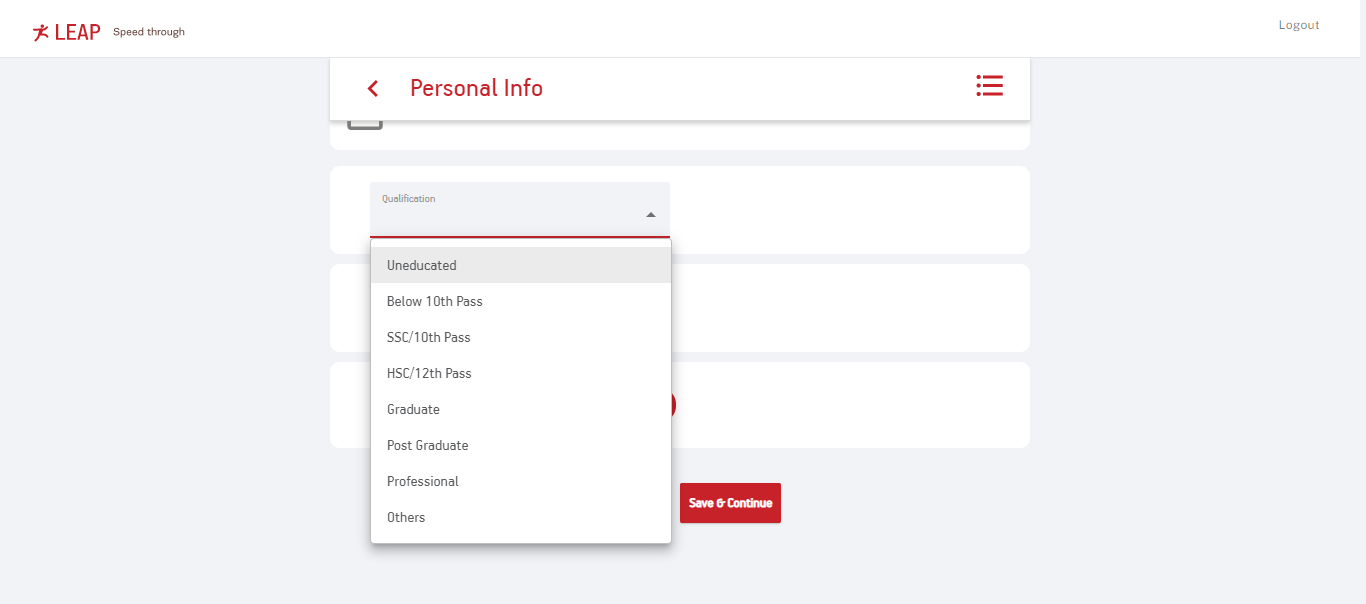 LEAP Speed through
Logout
Personal Info
Qualification
Uneducated
Below 10th Pass
SSC/10th Pass
HSC/12th Pass
Graduate
Post Graduate
Professional
Others
Save & Continue